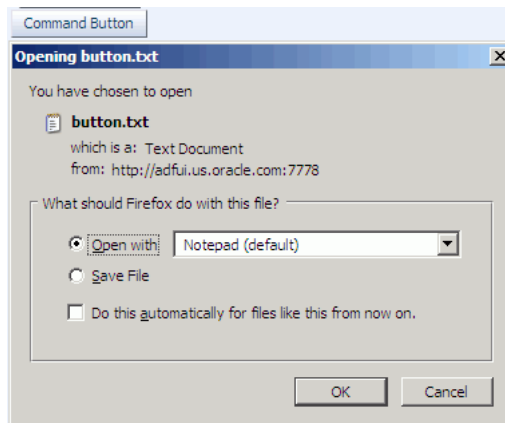 Command Button
Opening button.txt
You have chosen to open
button.txt
which is a: Text Document
from: http://adfui.us.oracle.com:7778
What should Firefox do with this file?
Open with Notepad (default)
Save File
Do this automatically for files like this from now on.
OK Cancel